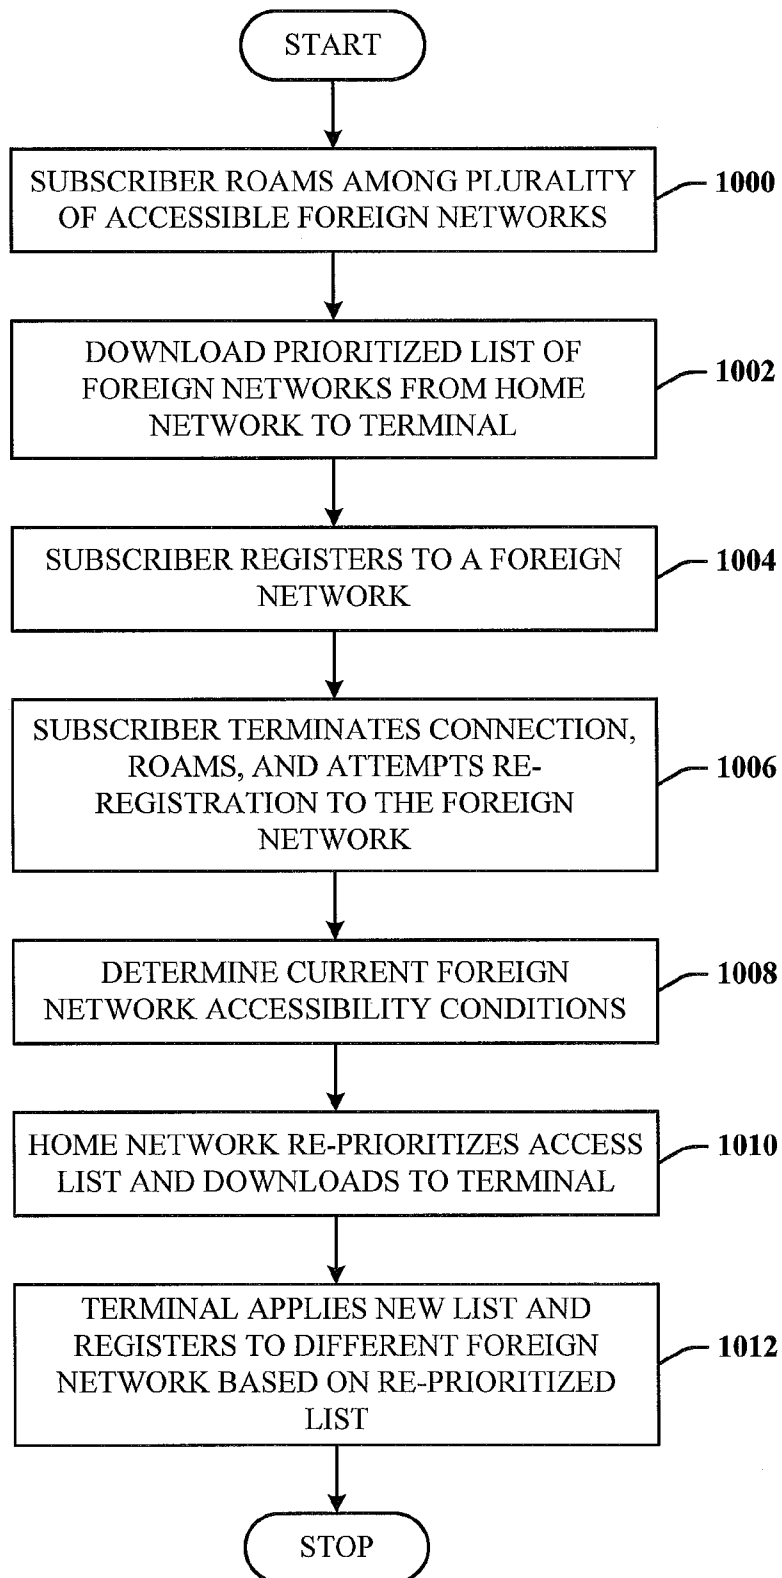 START
SUBSCRIBER ROAMS AMONG PLURALITY
OF ACCESSIBLE FOREIGN NETWORKS
1000
DOWNLOAD PRIORITIZED LIST OF
FOREIGN NETWORKS FROM HOME
NETWORK TO TERMINAL
1002
SUBSCRIBER REGISTERS TO A FOREIGN
NETWORK
1004
SUBSCRIBER TERMINATES CONNECTION,
ROAMS, AND ATTEMPTS RE-
REGISTRATION TO THE FOREIGN
NETWORK
1006
DETERMINE CURRENT FOREIGN
NETWORK ACCESSIBILITY CONDITIONS
1008
HOME NETWORK RE-PRIORITIZES ACCESS
LIST AND DOWNLOADS TO TERMINAL
1010
TERMINAL APPLIES NEW LIST AND
REGISTERS TO DIFFERENT FOREIGN
NETWORK BASED ON RE-PRIORITIZED
LIST
1012
STOP